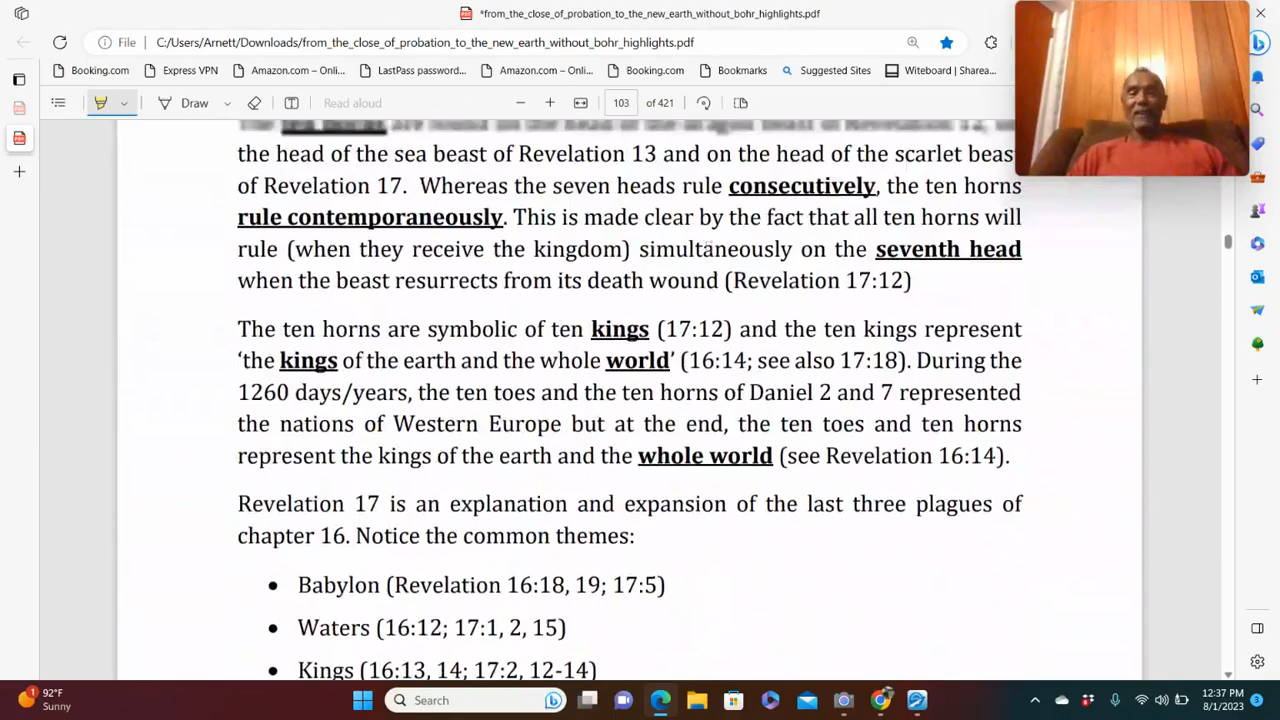 *from_the_close_of_probation_to_the_new_earth_without_bohr_highlights.pdf
File C:/Users/Arnett/Downloads/from_the_close_of_probation_to_the_new_earth_without_bohr_highlights.pdf
Booking.com Express VPN Amazon.com – Onli... LastPass password... Amazon.com – Onli... Booking.com Bookmarks Suggested Sites Witeboard | Sharea...
Draw Read aloud 103 of 421
the head of the sea beast of Revelation 13 and on the head of the scarlet beast
of Revelation 17. Whereas the seven heads rule consecutively, the ten horns
rule contemporaneously. This is made clear by the fact that all ten horns will
rule (when they receive the kingdom) simultaneously on the seventh head
when the beast resurrects from its death wound (Revelation 17:12)
The ten horns are symbolic of ten kings (17:12) and the ten kings represent
‘the kings of the earth and the whole world’ (16:14; see also 17:18). During the
1260 days/years, the ten toes and the ten horns of Daniel 2 and 7 represented
the nations of Western Europe but at the end, the ten toes and ten horns
represent the kings of the earth and the whole world (see Revelation 16:14).
Revelation 17 is an explanation and expansion of the last three plagues of
chapter 16. Notice the common themes:
• Babylon (Revelation 16:18, 19; 17:5)
• Waters (16:12; 17:1, 2, 15)
• Kings (16:13, 14; 17:2, 12-14)
92°F
Sunny
Search
12:37 PM
8/1/2023